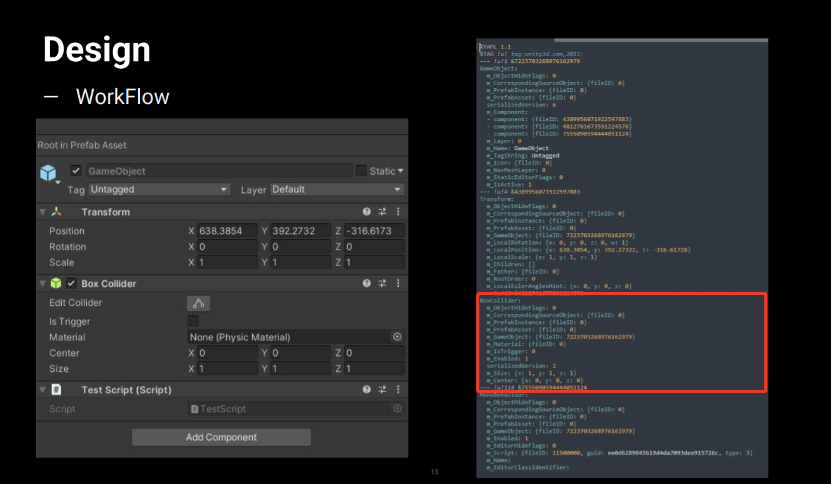 Design
— WorkFlow
Root in Prefab Asset
GameObject
Static
Tag Untagged Layer Default
Transform
Position X 638.3854 Y 392.2732 Z -316.6173
Rotation X 0 Y 0 Z 0
Scale X 1 Y 1 Z 1
Box Collider
Edit Collider
Is Trigger
Material None (Physic Material)
Center X 0 Y 0 Z 0
Size X 1 Y 1 Z 1
# Test Script (Script)
Script TestScript
Add Component
%YAML 1.1
%TAG !u! tag:unity3d.com,2011:
--- !u!1 &7223703268976162979
GameObject:
m_ObjectHideFlags: 0
m_CorrespondingSourceObject: {fileID: 0}
m_PrefabInstance: {fileID: 0}
m_PrefabAsset: {fileID: 0}
serializedVersion: 6
m_Component:
- component: {fileID: 4389956071922597883}
- component: {fileID: 4812761673591224576}
- component: {fileID: 7555090594444051124}
m_Layer: 0
m_Name: GameObject
m_TagString: Untagged
m_Icon: {fileID: 0}
m_NavMeshLayer: 0
m_StaticEditorFlags: 0
m_IsActive: 1
--- !u!4 &4389956071922597883
Transform:
m_ObjectHideFlags: 0
m_CorrespondingSourceObject: {fileID: 0}
m_PrefabInstance: {fileID: 0}
m_PrefabAsset: {fileID: 0}
m_GameObject: {fileID: 7223703268976162979}
m_LocalRotation: {x: 0, y: 0, z: 0, w: 1}
m_LocalPosition: {x: 638.3854, y: 392.27322, z: -316.61728}
m_LocalScale: {x: 1, y: 1, z: 1}
m_Children: []
m_Father: {fileID: 0}
m_RootOrder: 0
m_LocalEulerAnglesHint: {x: 0, y: 0, z: 0}
BoxCollider:
m_ObjectHideFlags: 0
m_CorrespondingSourceObject: {fileID: 0}
m_PrefabInstance: {fileID: 0}
m_PrefabAsset: {fileID: 0}
m_GameObject: {fileID: 7223703268976162979}
m_Material: {fileID: 0}
m_IsTrigger: 0
m_Enabled: 1
serializedVersion: 2
m_Size: {x: 1, y: 1, z: 1}
m_Center: {x: 0, y: 0, z: 0}
--- !u!114 &7555090594444051124
MonoBehaviour:
m_ObjectHideFlags: 0
m_CorrespondingSourceObject: {fileID: 0}
m_PrefabInstance: {fileID: 0}
m_PrefabAsset: {fileID: 0}
m_GameObject: {fileID: 7223703268976162979}
m_Enabled: 1
m_EditorHideFlags: 0
m_Script: {fileID: 11500000, guid: ee0d6289845b19d4da7093dee915726c, type: 3}
m_Name:
m_EditorClassIdentifier:
13